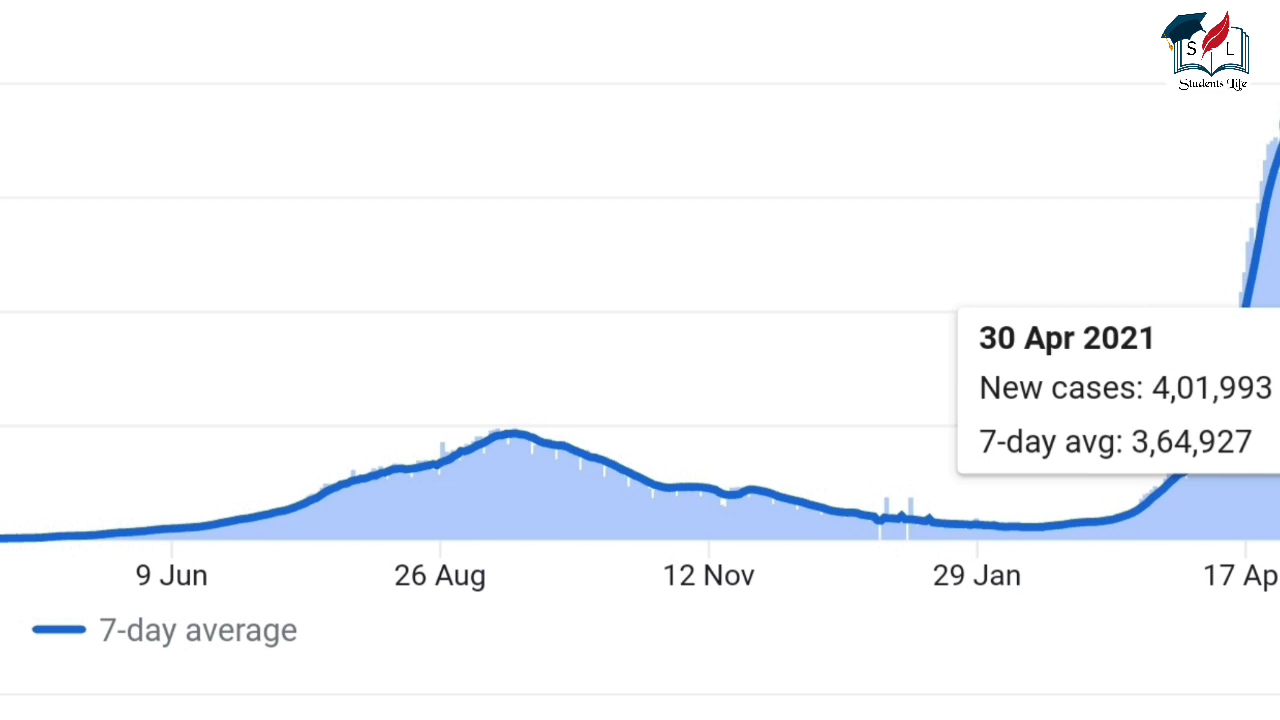 S L
Students Life
30 Apr 2021
New cases: 4,01,993
7-day avg: 3,64,927
9 Jun 26 Aug 12 Nov 29 Jan 17 Ap
7-day average